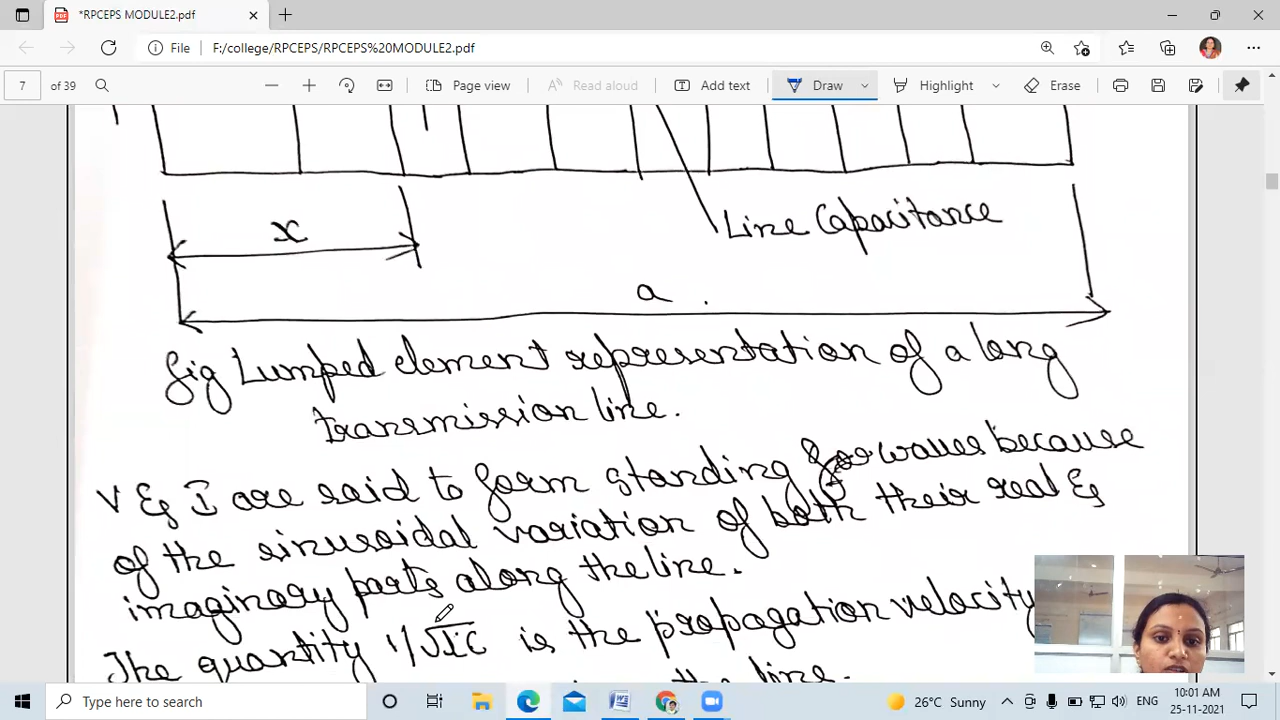 *RPCEPS MODULE2.pdf
File
F:/college/RPCEPS/RPCEPS%20MODULE2.pdf
7 of 39
Page view
Read aloud
Add text
Draw
Highlight
Erase
Line Capacitance
x
a
fig Lumped element representation of a long
transmission line.
V & I are said to form standing waves because
of the sinusoidal variation of both their real &
imaginary parts along the line.
The quantity 1/√LC is the propagation velocity
the line.
Type here to search
26°C Sunny
ENG
10:01 AM
25-11-2021